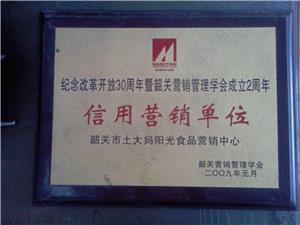 MARKETING
纪念改革开放30周年暨韶关营销管理学会成立2周年
信用营销单位
韶关市土大妈阳光食品营销中心
韶关营销管理学会
二〇〇九年元月